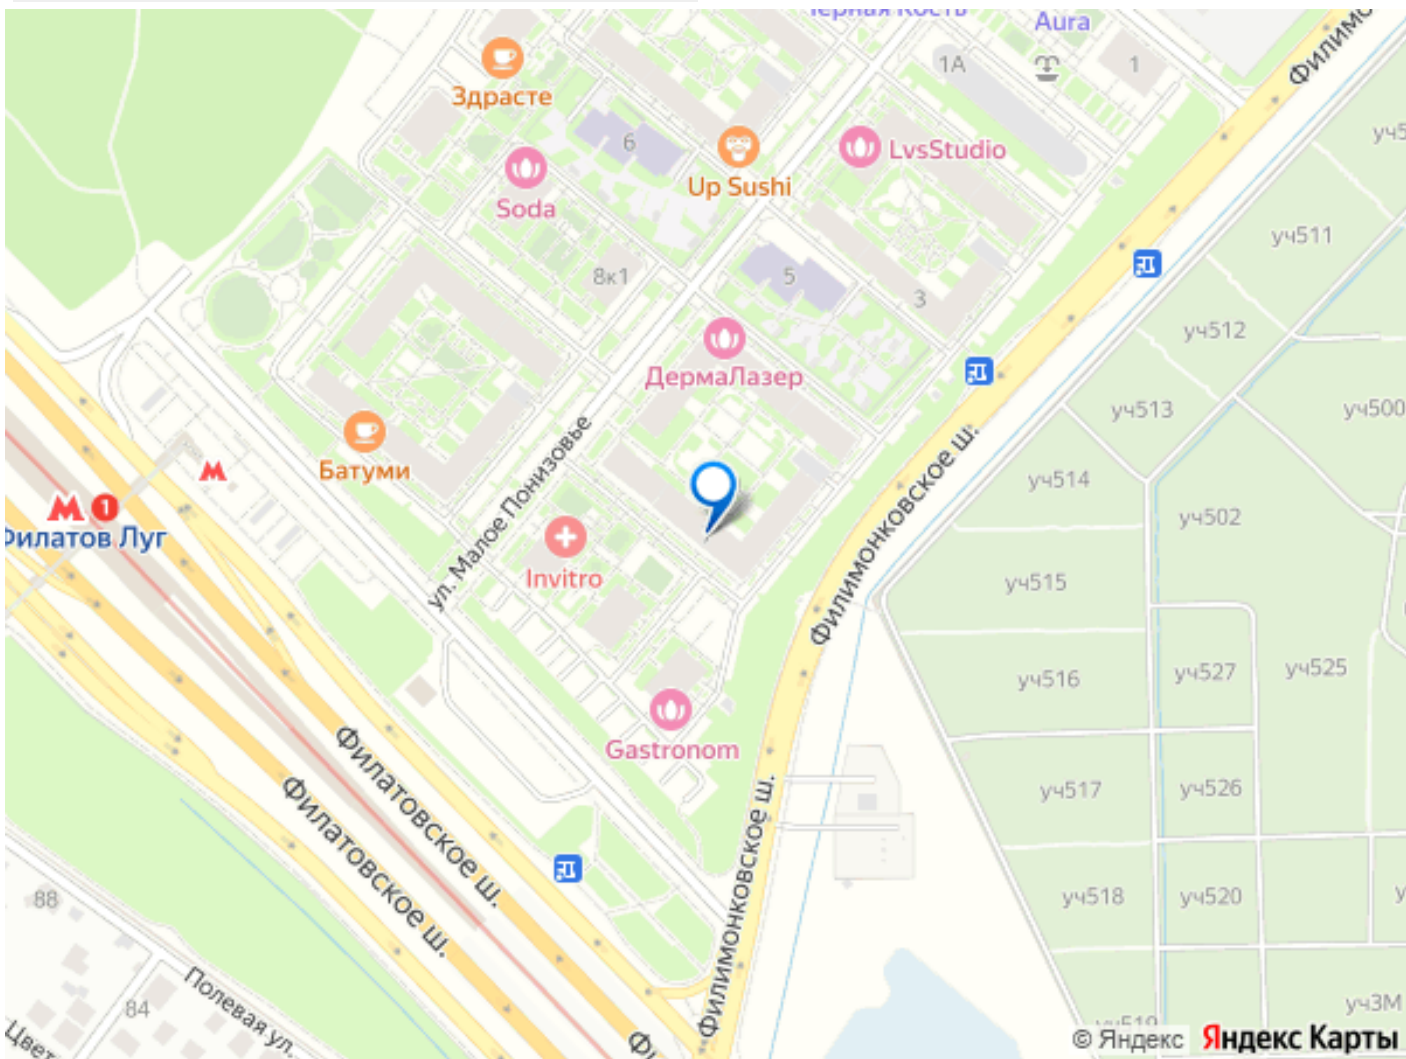 Aura
1А
1
Филимо
Здрасте
6
Up Sushi
LvsStudio
Soda
уч511
8к1
5
3
уч512
ДермаЛазер
уч513
уч500
Батуми
ул. Малое Понизовье
Филимонковское ш.
уч514
М
М 1
Филатов Луг
уч502
Invitro
уч515
уч516
уч527
уч525
Gastronom
Филатовское ш.
Филатовское ш.
Филимонковское ш.
уч517
уч526
88
уч518
уч520
84
Полевая ул.
Цвет
уч3М
© Яндекс Яндекс Карты